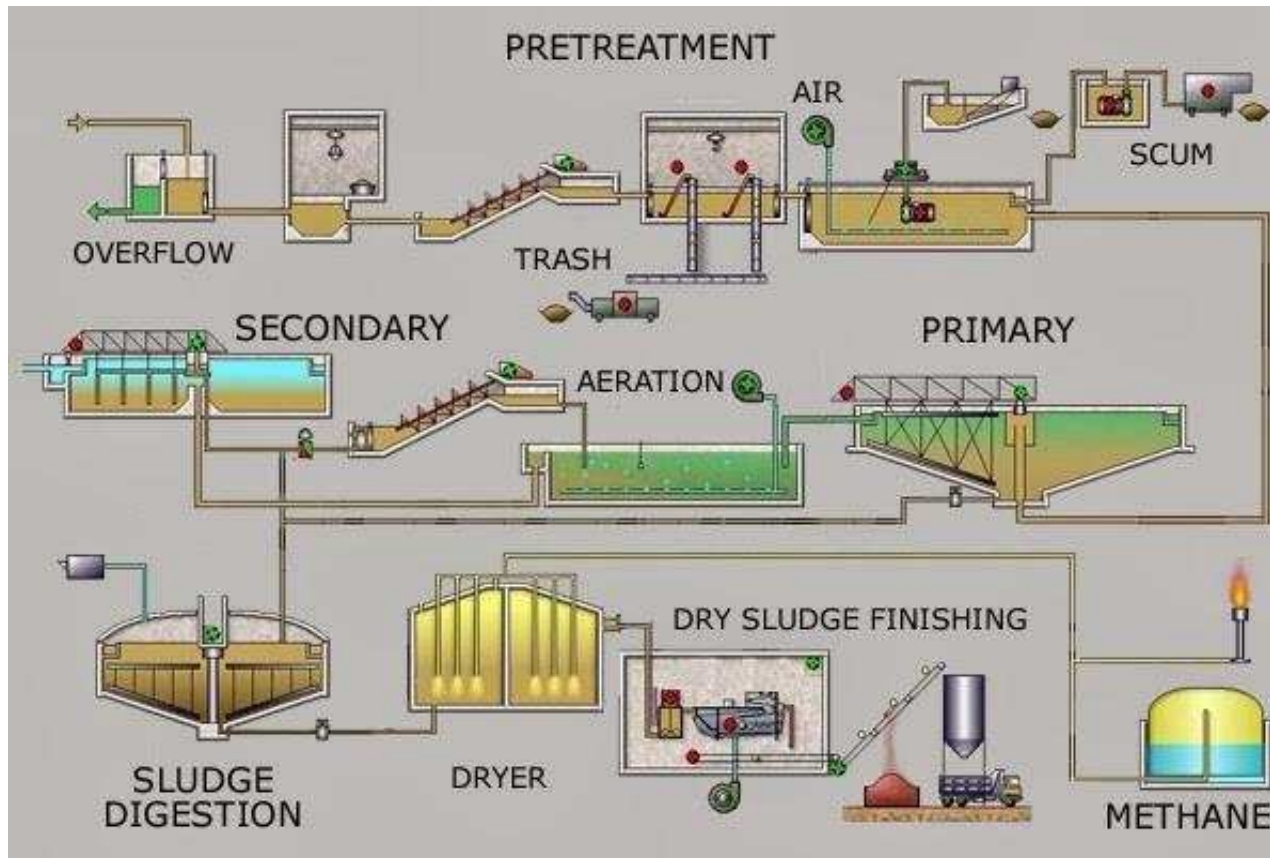 PRETREATMENT
AIR
SCUM
OVERFLOW
TRASH
SECONDARY
PRIMARY
AERATION
DRY SLUDGE FINISHING
SLUDGE
DIGESTION
DRYER
METHANE